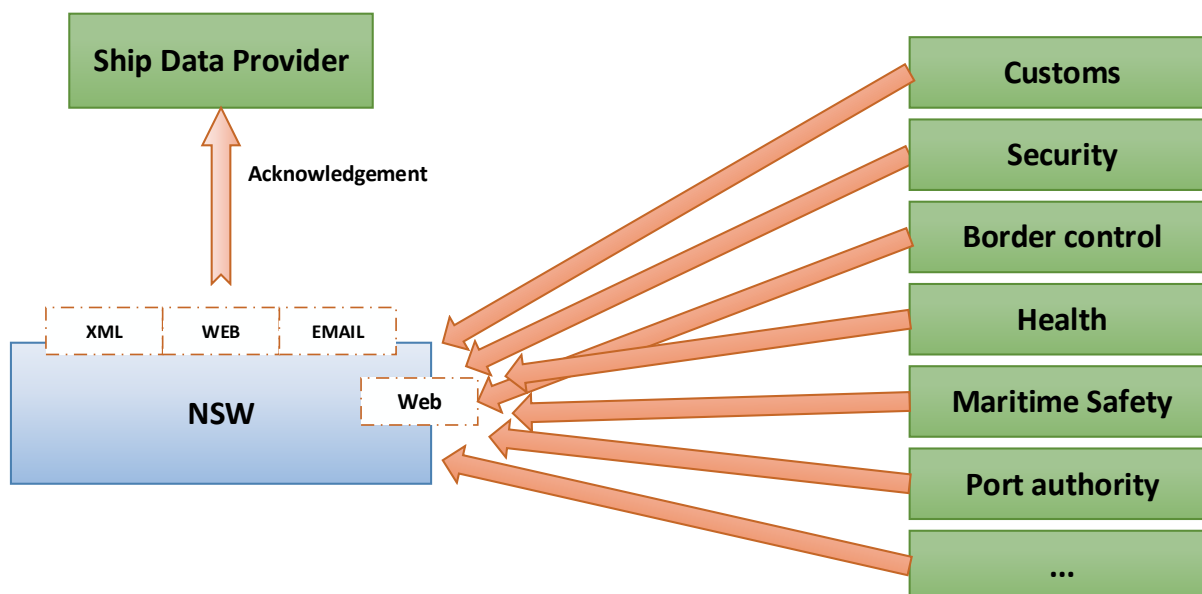 Ship Data Provider
Acknowledgement
XML
WEB
EMAIL
NSW
Web
Customs
Security
Border control
Health
Maritime Safety
Port authority
...